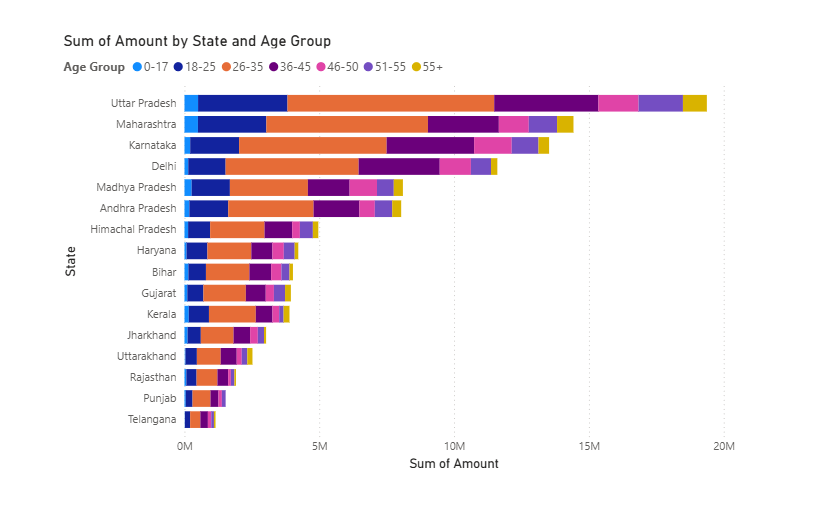 Sum of Amount by State and Age Group
Age Group 0-17 18-25 26-35 36-45 46-50 51-55 55+
Uttar Pradesh
Maharashtra
Karnataka
Delhi
Madhya Pradesh
Andhra Pradesh
Himachal Pradesh
Haryana
Bihar
Gujarat
Kerala
Jharkhand
Uttarakhand
Rajasthan
Punjab
Telangana
State
0M 5M 10M 15M 20M
Sum of Amount